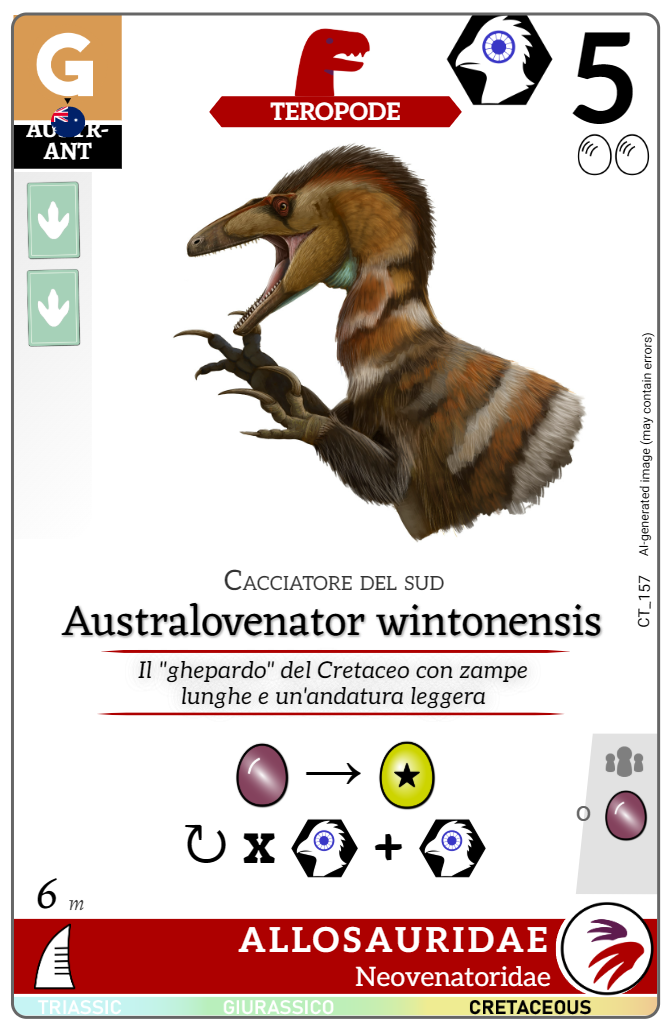 G
AUSTR-
ANT
TEROPODE
5
AI-generated image (may contain errors)
CT_157
CACCIATORE DEL SUD
Australovenator wintonensis
Il "ghepardo" del Cretaceo con zampe
lunghe e un'andatura leggera
→
↻ x + 
o
6 m
ALLOSAURIDAE
Neovenatoridae
TRIASSIC GIURASSICO CRETACEOUS